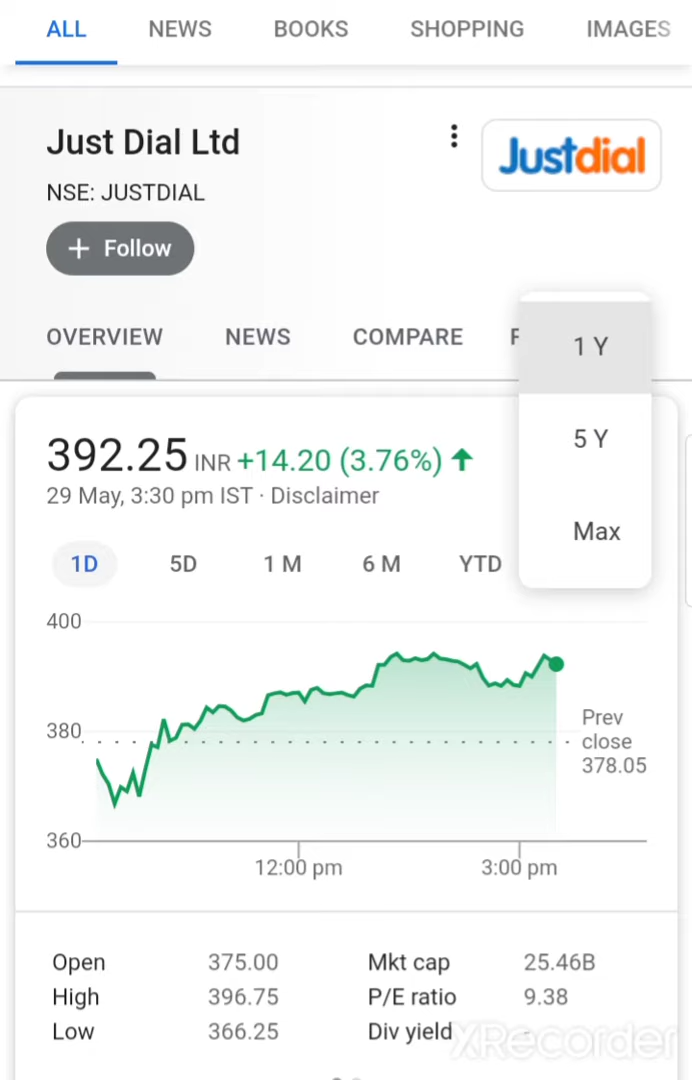 ALL NEWS BOOKS SHOPPING IMAGES
Just Dial Ltd
Justdial
NSE: JUSTDIAL
+ Follow
OVERVIEW NEWS COMPARE F
1 Y
5 Y
Max
392.25 INR +14.20 (3.76%) ↑
29 May, 3:30 pm IST · Disclaimer
1D 5D 1 M 6 M YTD
400
380
360
Prev
close
378.05
12:00 pm 3:00 pm
Open 375.00 Mkt cap 25.46B
High 396.75 P/E ratio 9.38
Low 366.25 Div yield -
XRecorder